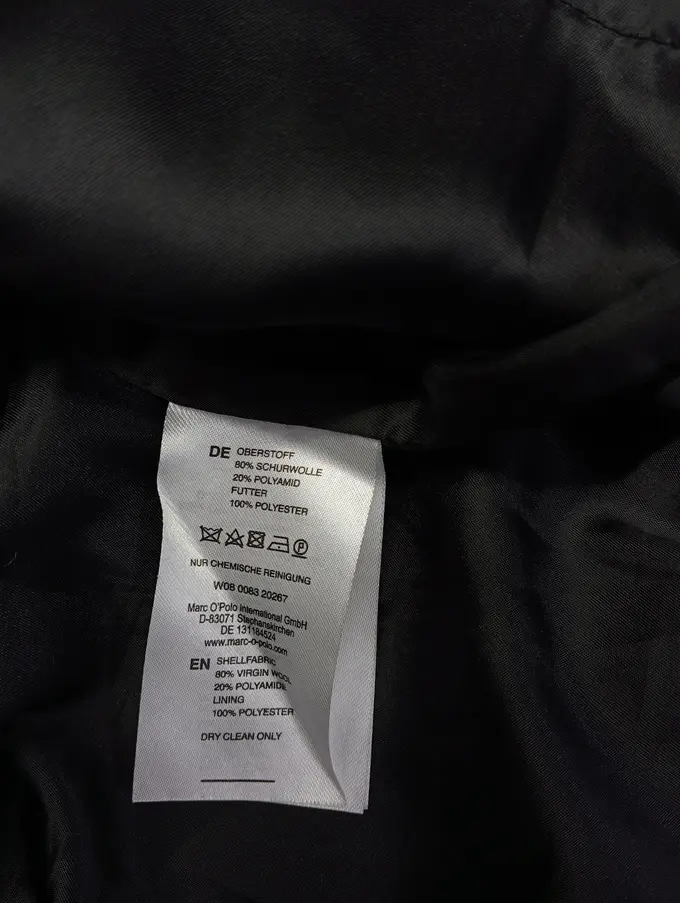 DE OBERSTOFF
80% SCHURWOLLE
20% POLYAMID
FUTTER
100% POLYESTER
P
NUR CHEMISCHE REINIGUNG
W08 0083 20267
Marc O'Polo International GmbH
D-83071 Stephanskirchen
DE 131184524
www.marc-o-polo.com
EN SHELLFABRIC
80% VIRGIN WOOL
20% POLYAMIDE
LINING
100% POLYESTER
DRY CLEAN ONLY